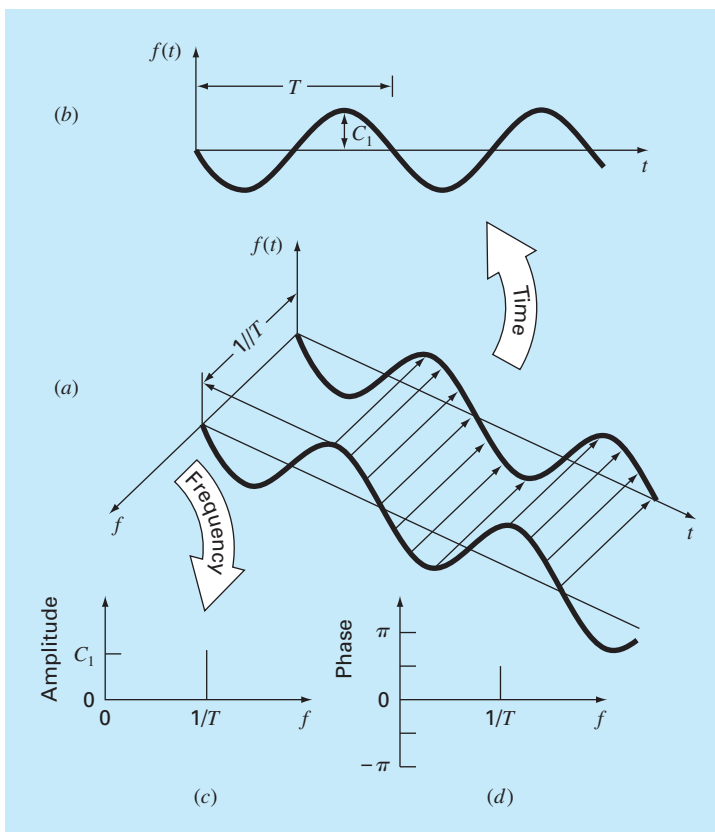 f(t)
T
(b)
C₁
t
f(t)
Time
1//T
(a)
f
Frequency
t
Amplitude
C₁
0
0
1/T
f
Phase
π
0
−π
1/T
f
(c)
(d)